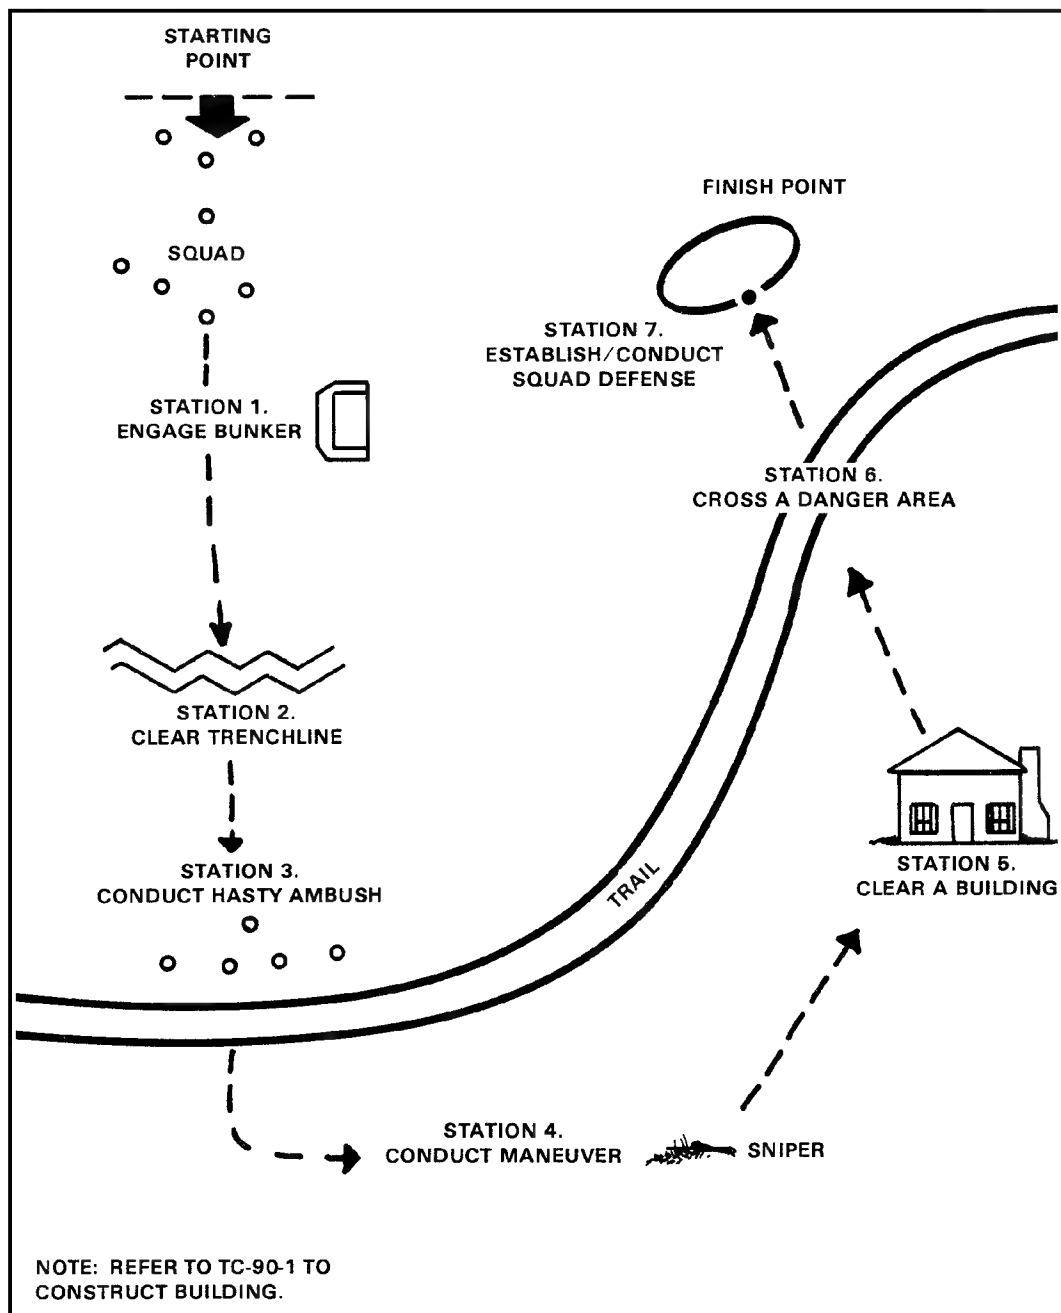 STARTING
POINT
SQUAD
STATION 1.
ENGAGE BUNKER
STATION 2.
CLEAR TRENCHLINE
STATION 3.
CONDUCT HASTY AMBUSH
TRAIL
STATION 4.
CONDUCT MANEUVER
SNIPER
STATION 5.
CLEAR A BUILDING
STATION 6.
CROSS A DANGER AREA
STATION 7.
ESTABLISH/CONDUCT
SQUAD DEFENSE
FINISH POINT
NOTE: REFER TO TC-90-1 TO
CONSTRUCT BUILDING.